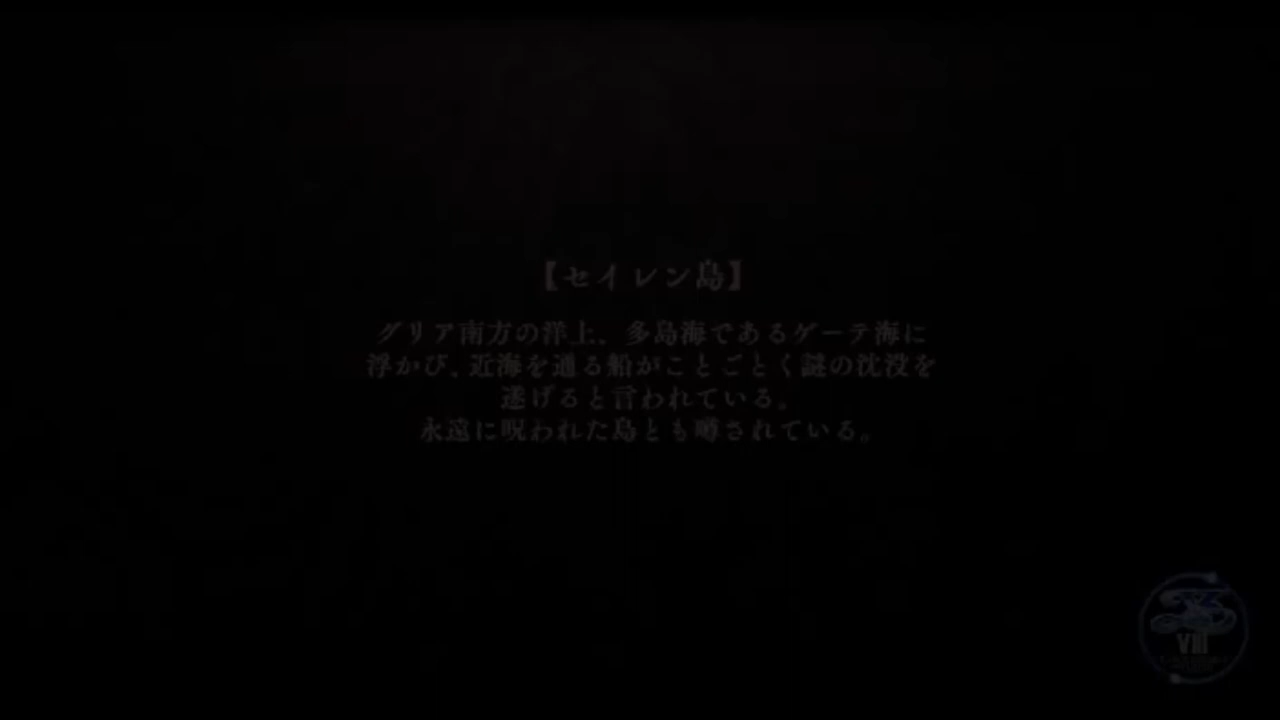 【セイレン島】
グリア南方の洋上、多島海であるゲーテ海に
浮かび、近海を通る船がことごとく謎の沈没を
遂げると言われている。
永遠に呪われた島とも噂されている。
Ys
VIII